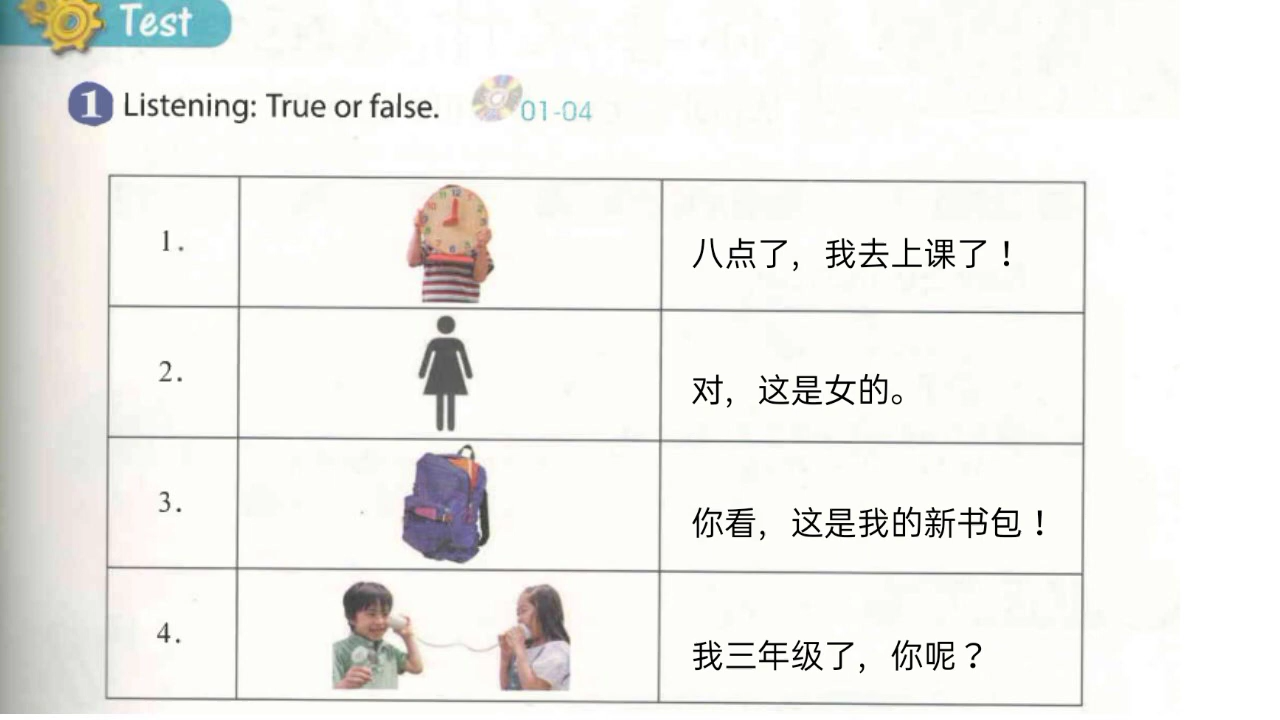 Test
1 Listening: True or false. 01-04
1. 八点了，我去上课了！
2. 对，这是女的。
3. 你看，这是我的新书包！
4. 我三年级了，你呢？